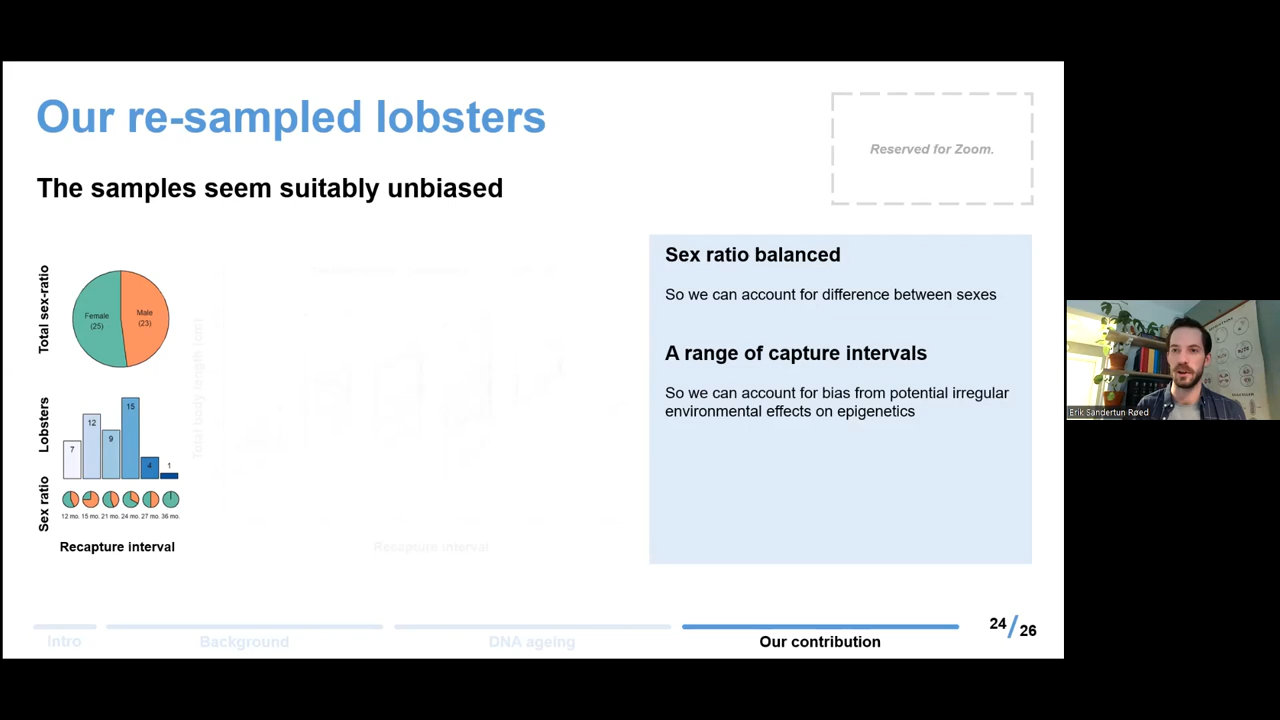 Our re-sampled lobsters
Reserved for Zoom.
The samples seem suitably unbiased
Total sex-ratio
Female
(25)
Male
(23)
Lobsters
7
12
9
15
4
1
Sex ratio
12 mo. 15 mo. 21 mo. 24 mo. 27 mo. 36 mo.
Recapture interval
Total body length (cm)
Recapture interval
Sex ratio balanced
So we can account for difference between sexes
A range of capture intervals
So we can account for bias from potential irregular
environmental effects on epigenetics
Erik Sandertun Røed
Intro
Background
DNA ageing
Our contribution
24/26